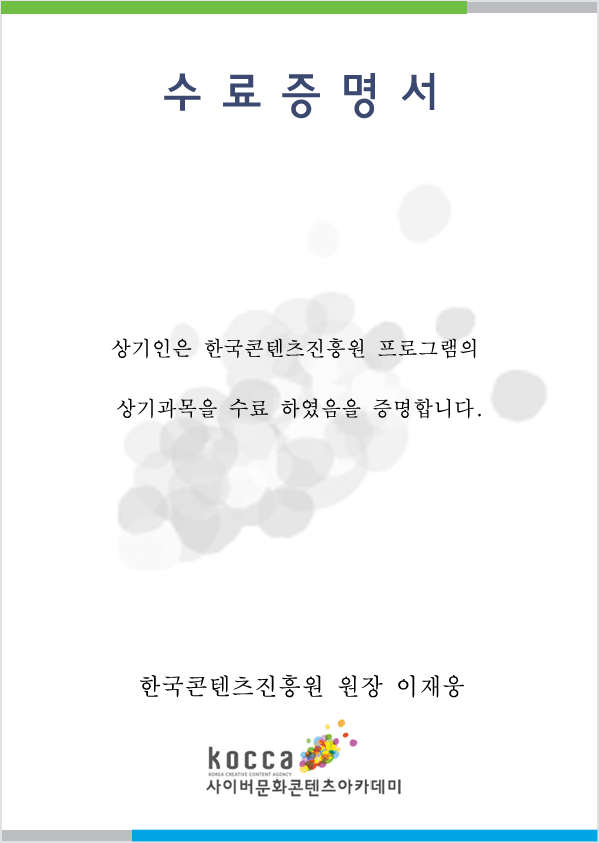 수 료 증 명 서
상기인은 한국콘텐츠진흥원 프로그램의
상기과목을 수료 하였음을 증명합니다.
한국콘텐츠진흥원 원장 이재웅
kocca
KOREA CREATIVE CONTENT AGENCY
사이버문화콘텐츠아카데미